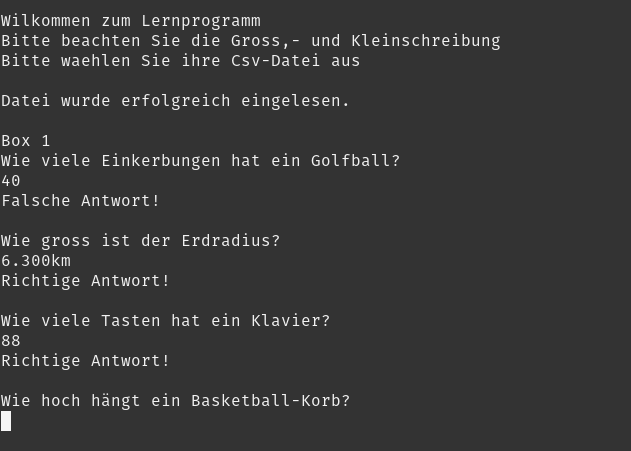 Wilkommen zum Lernprogramm
Bitte beachten Sie die Gross,- und Kleinschreibung
Bitte waehlen Sie ihre Csv-Datei aus
Datei wurde erfolgreich eingelesen.
Box 1
Wie viele Einkerbungen hat ein Golfball?
40
Falsche Antwort!
Wie gross ist der Erdradius?
6.300km
Richtige Antwort!
Wie viele Tasten hat ein Klavier?
88
Richtige Antwort!
Wie hoch hängt ein Basketball-Korb?